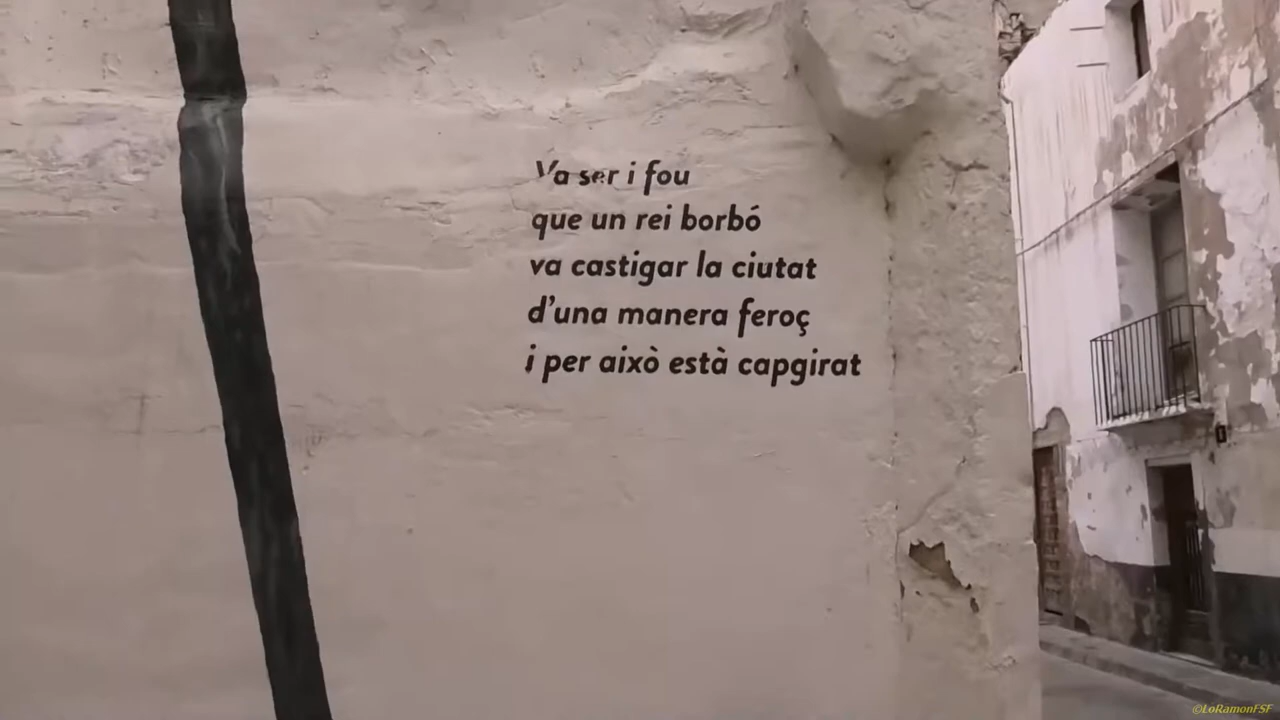 Va ser i fou
que un rei borbó
va castigar la ciutat
d'una manera feroç
i per això està capgirat
©LoRamonFSF